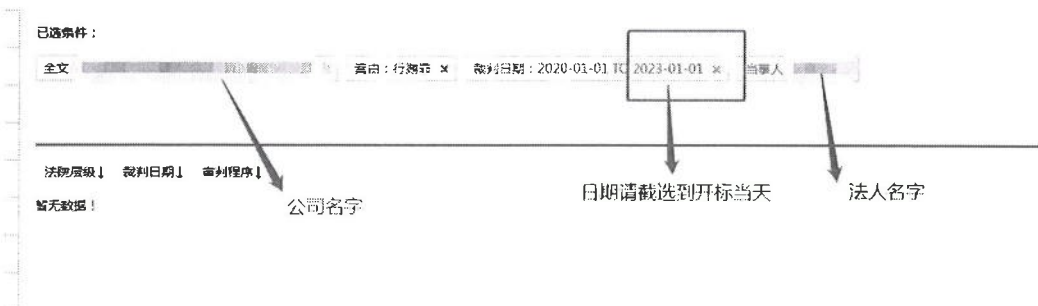 已选条件：
全文 案由：行贿罪 × 裁判日期：2020-01-01 TO 2023-01-01 × 当事人
法院层级↓ 裁判日期↓ 审判程序↓
暂无数据！
公司名字
日期请截选到开标当天
法人名字